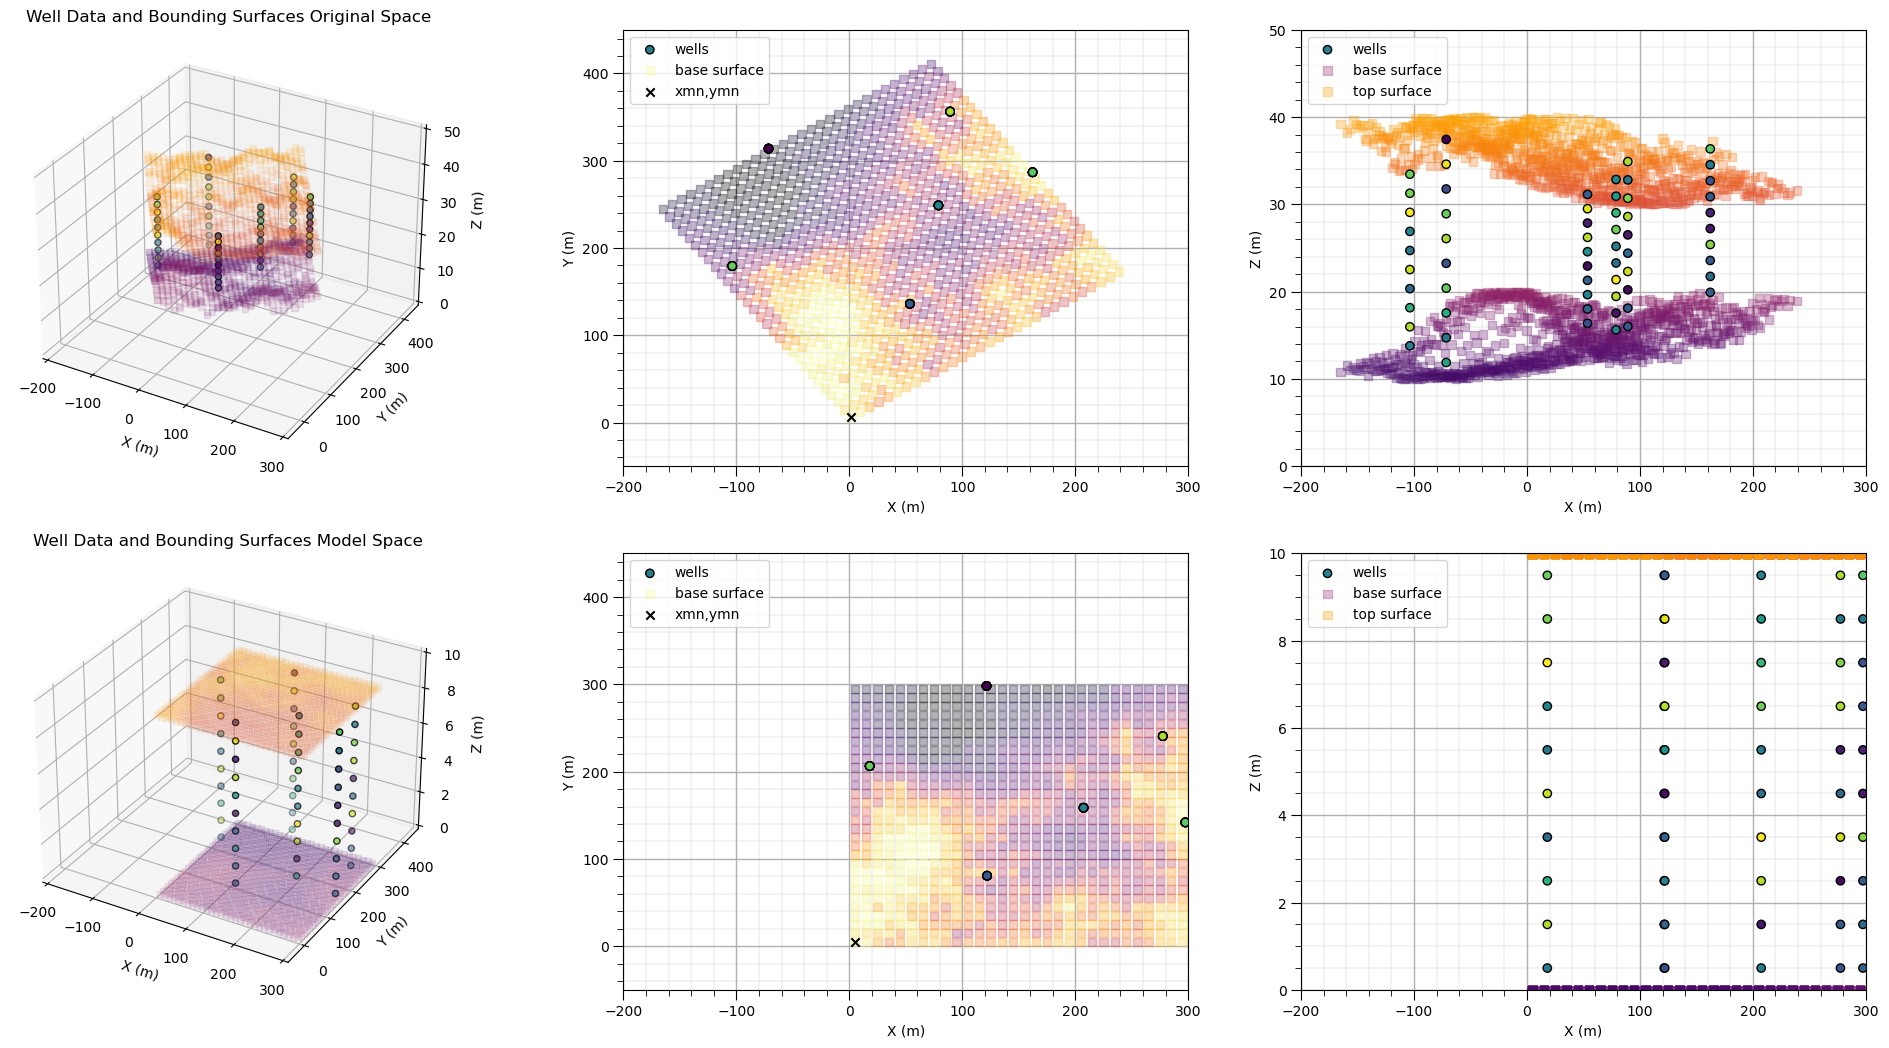 Well Data and Bounding Surfaces Original Space
50
40
30
20
10
0
Z (m)
−200
−100
0
100
200
300
X (m)
0
100
200
300
400
Y (m)
wells
base surface
xmn,ymn
400
300
200
100
0
Y (m)
−200
−100
0
100
200
300
X (m)
wells
base surface
top surface
50
40
30
20
10
0
Z (m)
−200
−100
0
100
200
300
X (m)
Well Data and Bounding Surfaces Model Space
10
8
6
4
2
0
Z (m)
−200
−100
0
100
200
300
X (m)
0
100
200
300
400
Y (m)
wells
base surface
xmn,ymn
400
300
200
100
0
Y (m)
−200
−100
0
100
200
300
X (m)
wells
base surface
top surface
10
8
6
4
2
0
Z (m)
−200
−100
0
100
200
300
X (m)